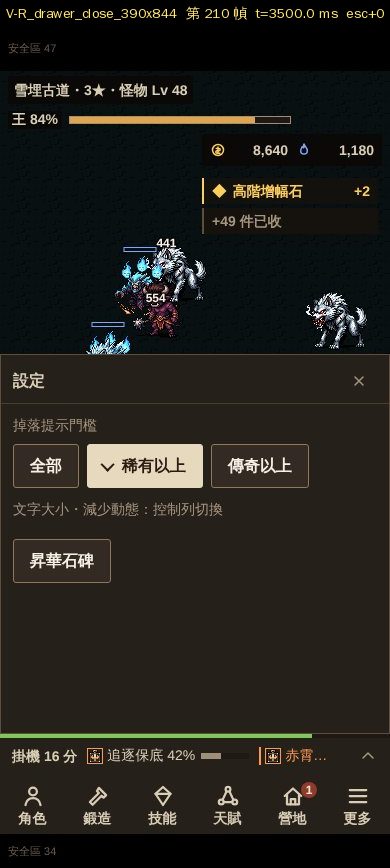 V-R_drawer_close_390x844 第 210 幀 t=3500.0 ms esc+0
安全區 47
雪埋古道・3★・怪物 Lv 48
王 84%
8,640 1,180
高階增幅石 +2
+49 件已收
441
554
設定
掉落提示門檻
全部 稀有以上 傳奇以上
文字大小・減少動態：控制列切換
昇華石碑
掛機 16 分 追逐保底 42% 赤霄…
1
角色 鍛造 技能 天賦 營地 更多
安全區 34